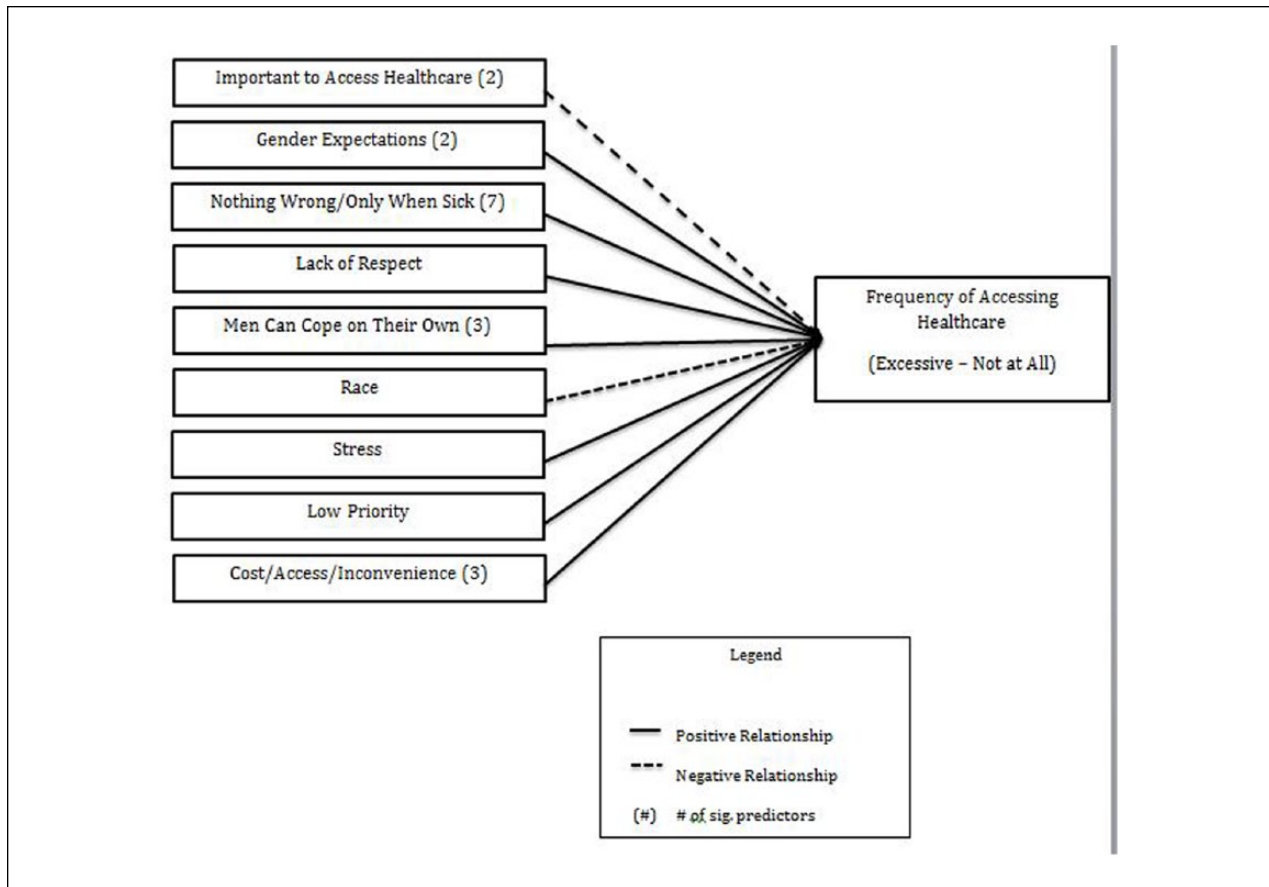 Important to Access Healthcare (2)
Gender Expectations (2)
Nothing Wrong/Only When Sick (7)
Lack of Respect
Men Can Cope on Their Own (3)
Race
Stress
Low Priority
Cost/Access/Inconvenience (3)
Frequency of Accessing
Healthcare
(Excessive – Not at All)
Legend
Positive Relationship
Negative Relationship
(#) # of sig. predictors